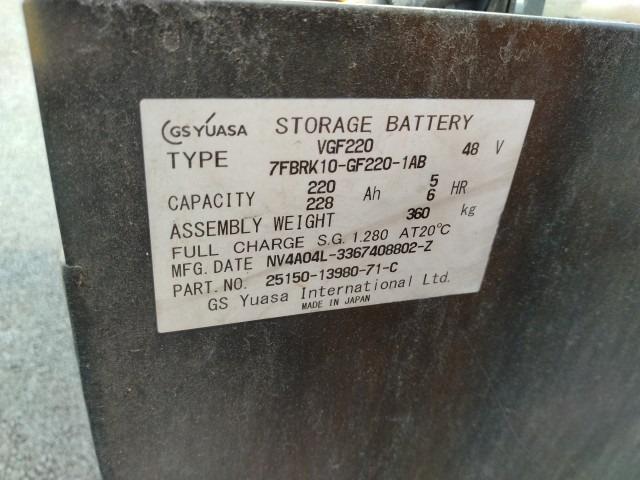 GS YUASA STORAGE BATTERY
TYPE VGF220 48 V
7FBRK10-GF220-1AB
CAPACITY 220 Ah 5 HR
228 6
ASSEMBLY WEIGHT 360 kg
FULL CHARGE S.G. 1.280 AT20°C
MFG. DATE NV4A04L-3367408802-Z
PART. NO. 25150-13980-71-C
GS Yuasa International Ltd.
MADE IN JAPAN